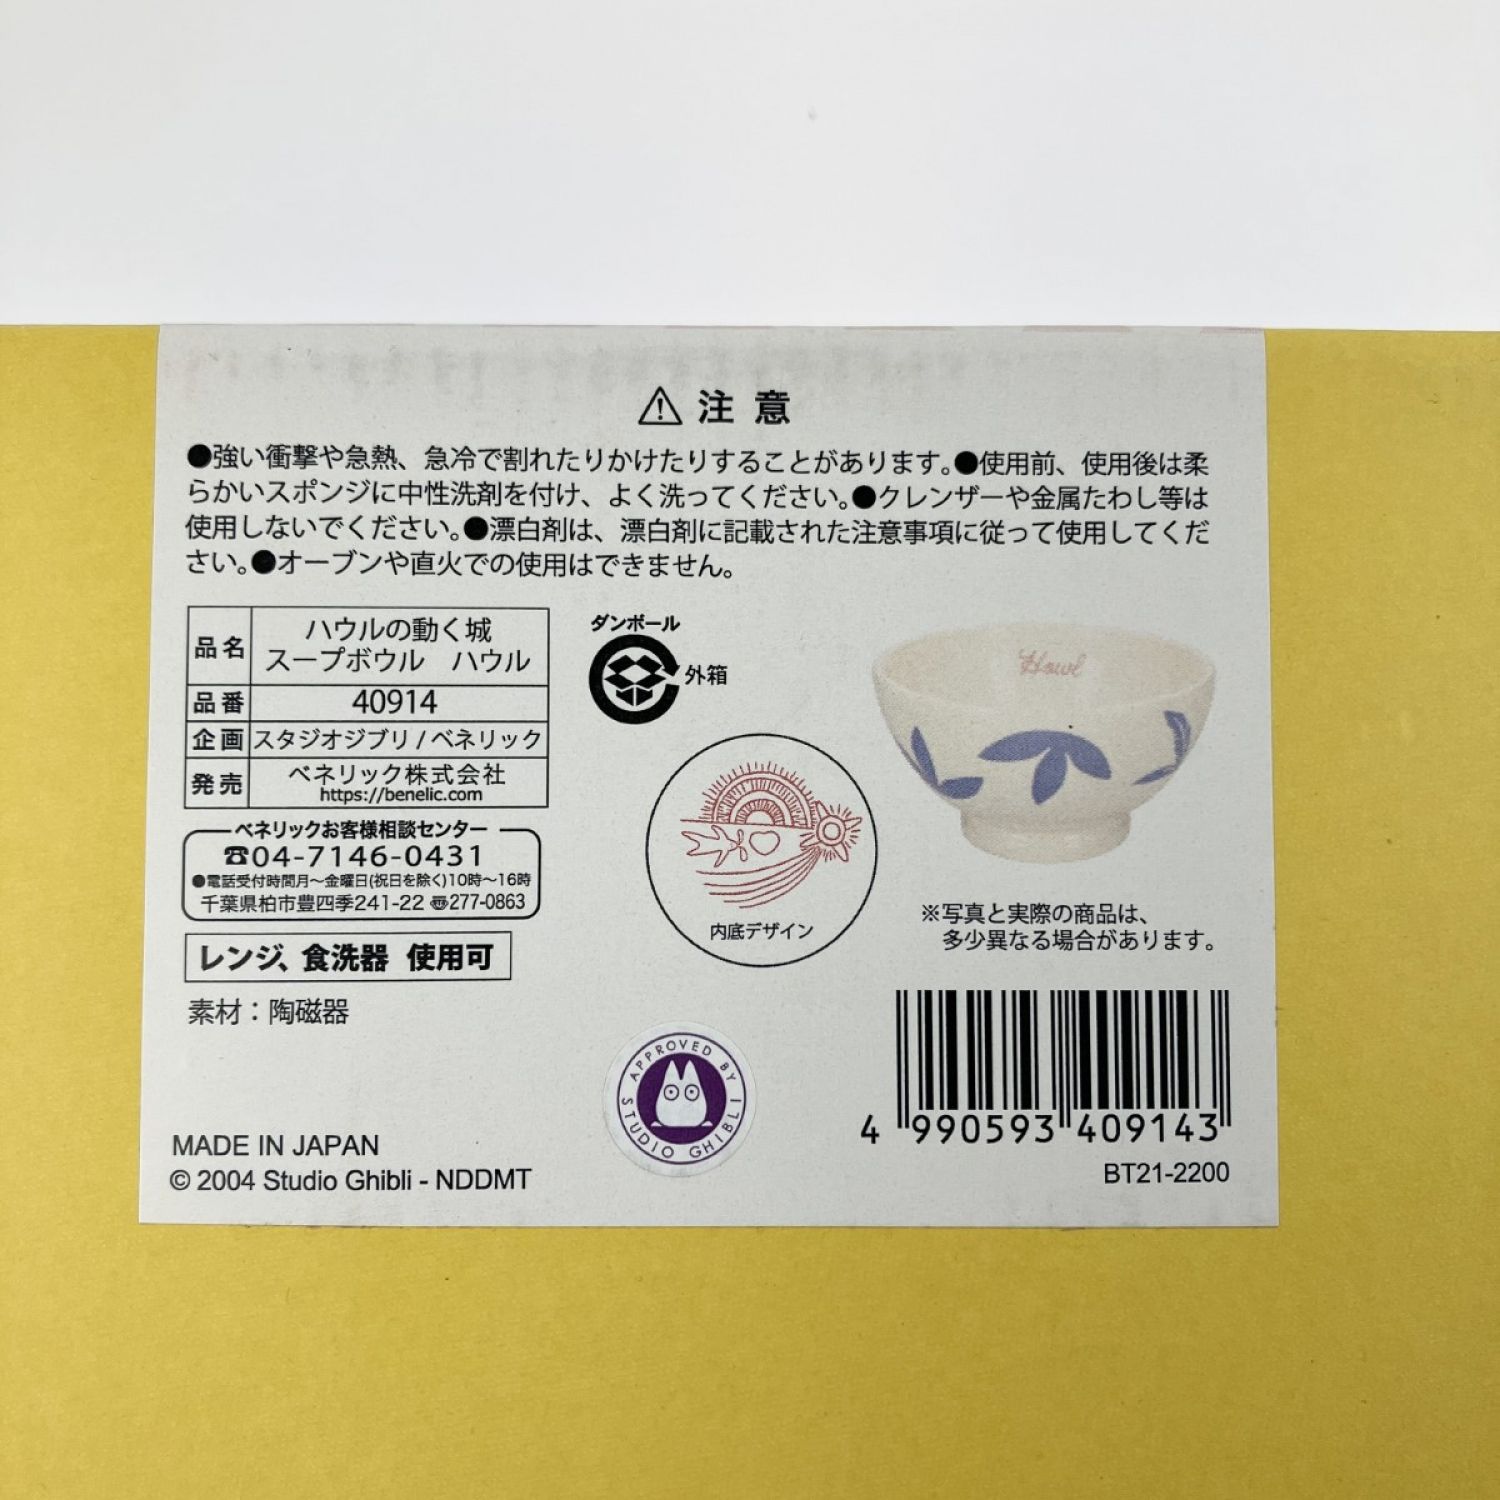 ⚠ 注意
●強い衝撃や急熱、急冷で割れたりかけたりすることがあります。●使用前、使用後は柔
らかいスポンジに中性洗剤を付け、よく洗ってください。●クレンザーや金属たわし等は
使用しないでください。●漂白剤は、漂白剤に記載された注意事項に従って使用してくだ
さい。●オーブンや直火での使用はできません。
品名 ハウルの動く城
スープボウル ハウル
品番 40914
企画 スタジオジブリ / ベネリック
発売 ベネリック株式会社
https://benelic.com
ベネリックお客様相談センター
☎04-7146-0431
●電話受付時間月～金曜日(祝日を除く)10時～16時
千葉県柏市豊四季241-22 〠277-0863
レンジ、食洗器 使用可
素材：陶磁器
MADE IN JAPAN
© 2004 Studio Ghibli - NDDMT
ダンボール
外箱
内底デザイン
APPROVED BY
STUDIO GHIBLI
Howl
※写真と実際の商品は、
多少異なる場合があります。
4 990593 409143
BT21-2200